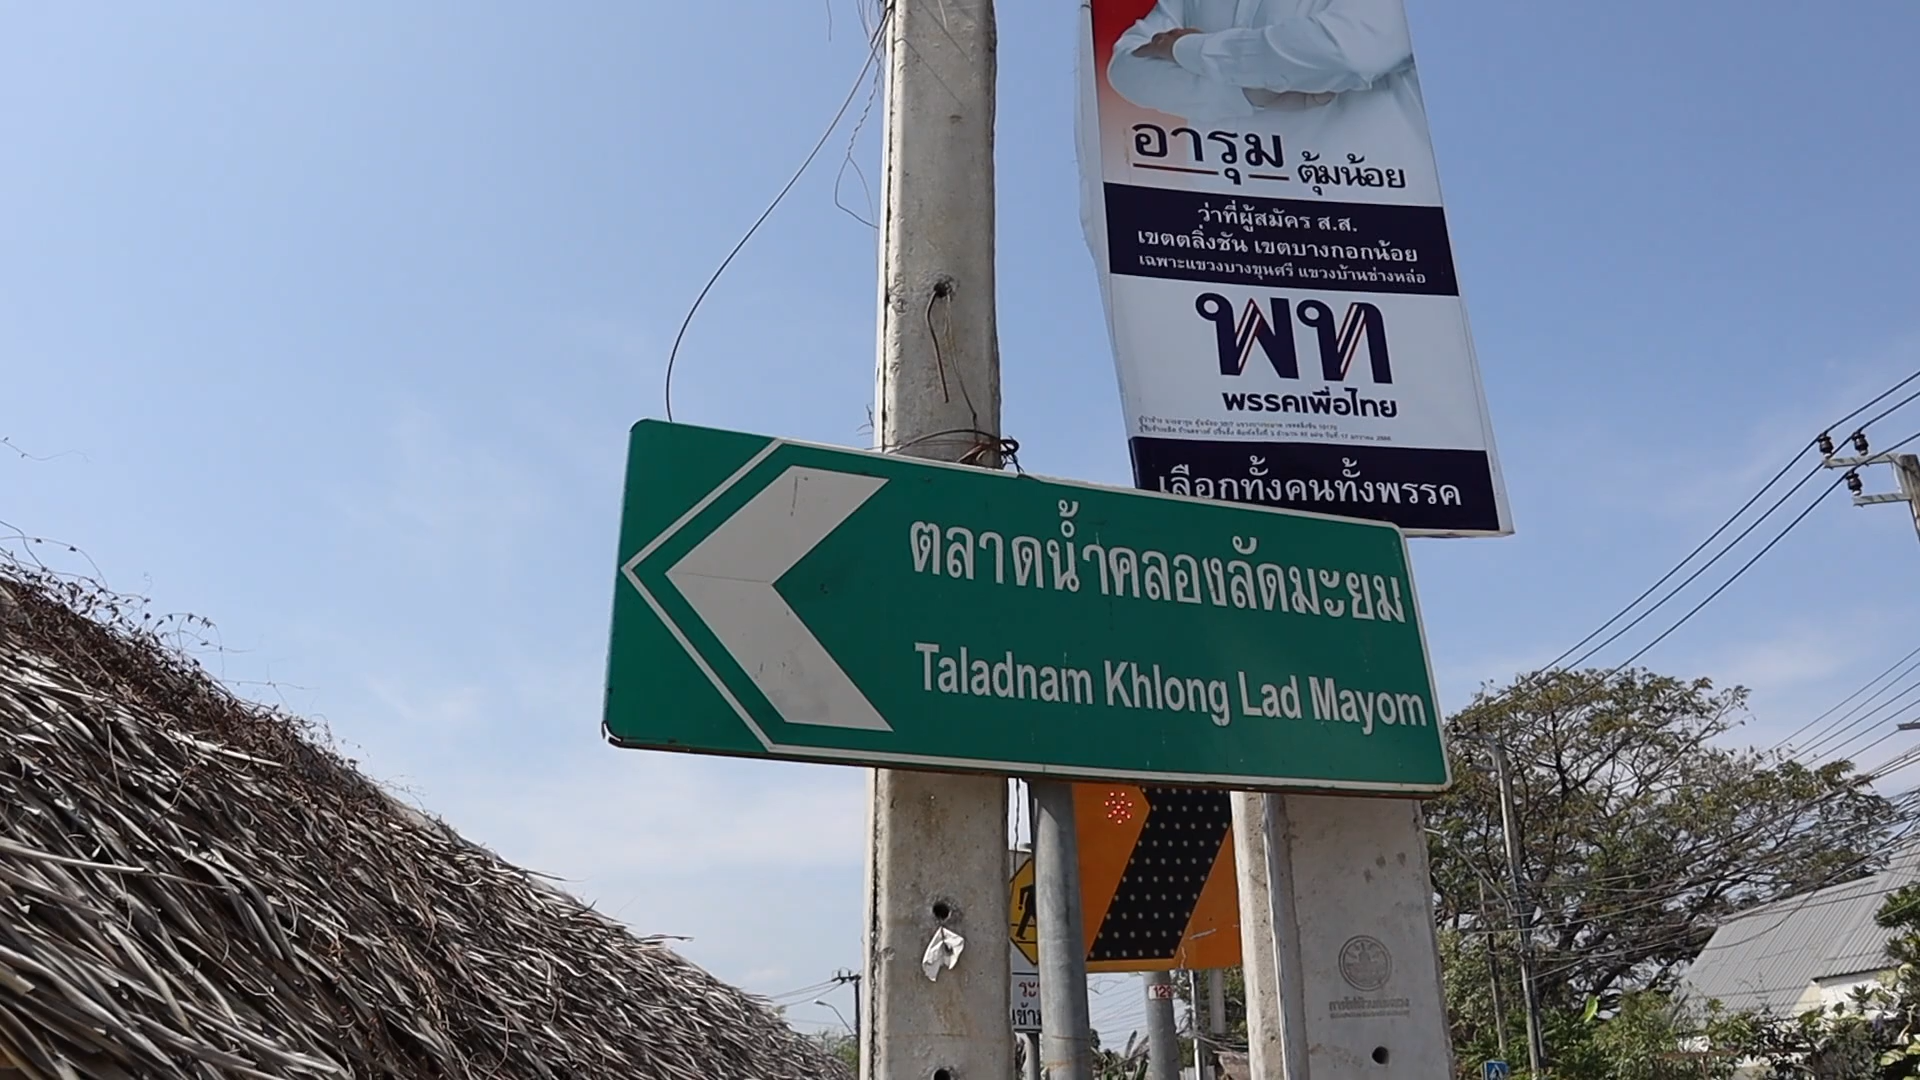 อารุม ตุ้มน้อย
ว่าที่ผู้สมัคร ส.ส.
เขตตลิ่งชัน เขตบางกอกน้อย
เฉพาะแขวงบางขุนศรี แขวงบ้านช่างหล่อ
พท
พรรคเพื่อไทย
เลือกทั้งคนทั้งพรรค
ตลาดน้ำคลองลัดมะยม
Taladnam Khlong Lad Mayom
129